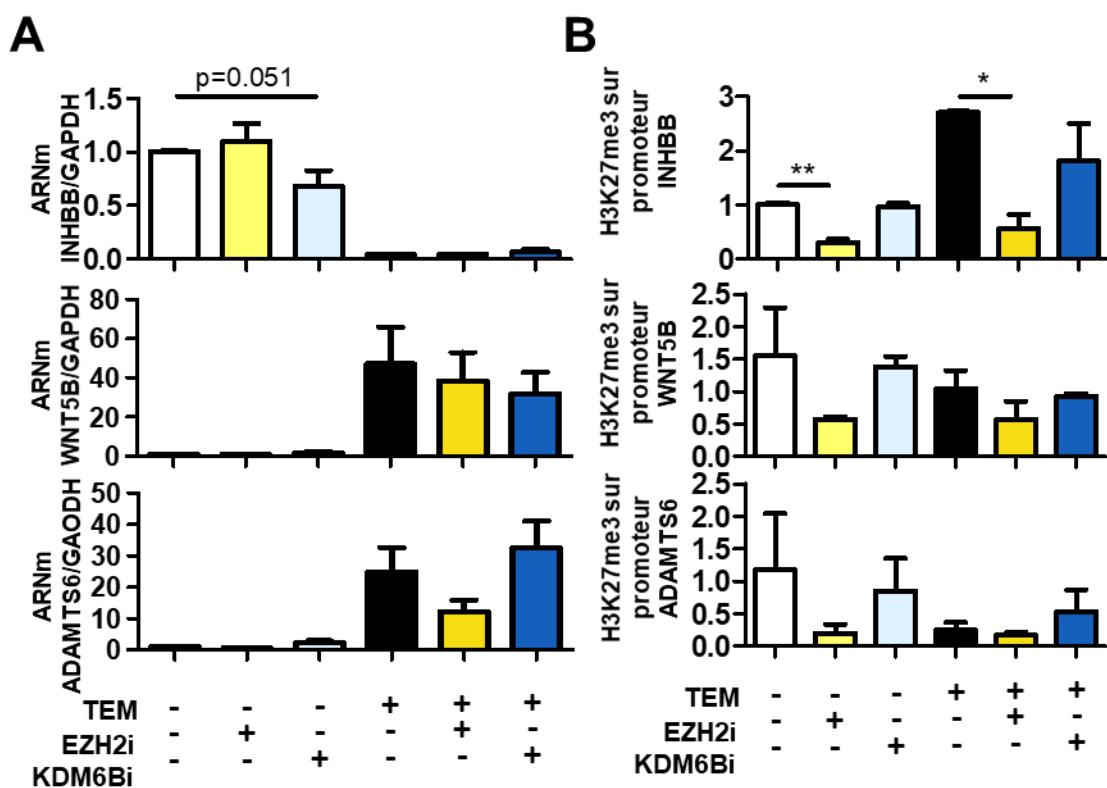 A
p=0.051
ARNm
INHBB/GAPDH
1.5
1.0
0.5
0.0
ARNm
WNT5B/GAPDH
80
60
40
20
0
ARNm
ADAMTS6/GAODH
50
40
30
20
10
0
TEM - - - + + +
EZH2i - + - - + -
KDM6Bi - - + - - +
B
H3K27me3 sur
promoteur
INHBB
3
2
1
0
**
*
H3K27me3 sur
promoteur
WNT5B
2.5
2.0
1.5
1.0
0.5
0.0
H3K27me3 sur
promoteur
ADAMTS6
2.5
2.0
1.5
1.0
0.5
0.0
TEM - - - + + +
EZH2i - + - - + -
KDM6Bi - - + - - +